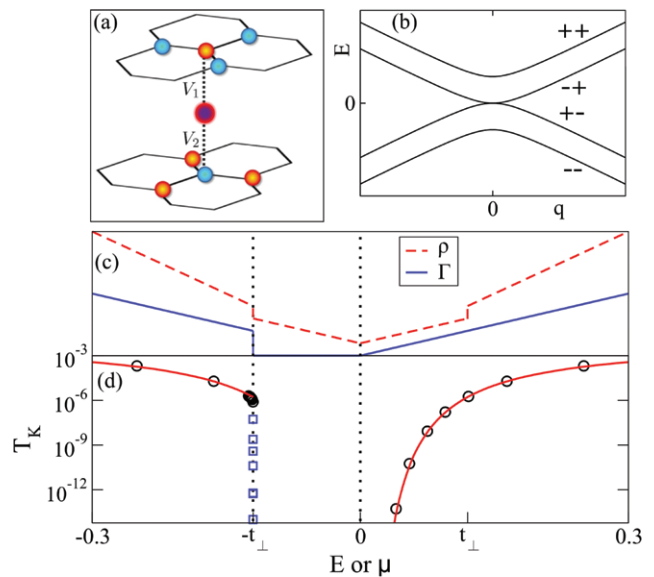 (a)
V₁
V₂
(b)
E
++
-+
0
+-
--
0
q
(c)
ρ
Γ
10⁻³
(d)
10⁻⁶
T_K
10⁻⁹
10⁻¹²
-0.3
-t⊥
0
t⊥
0.3
E or μ